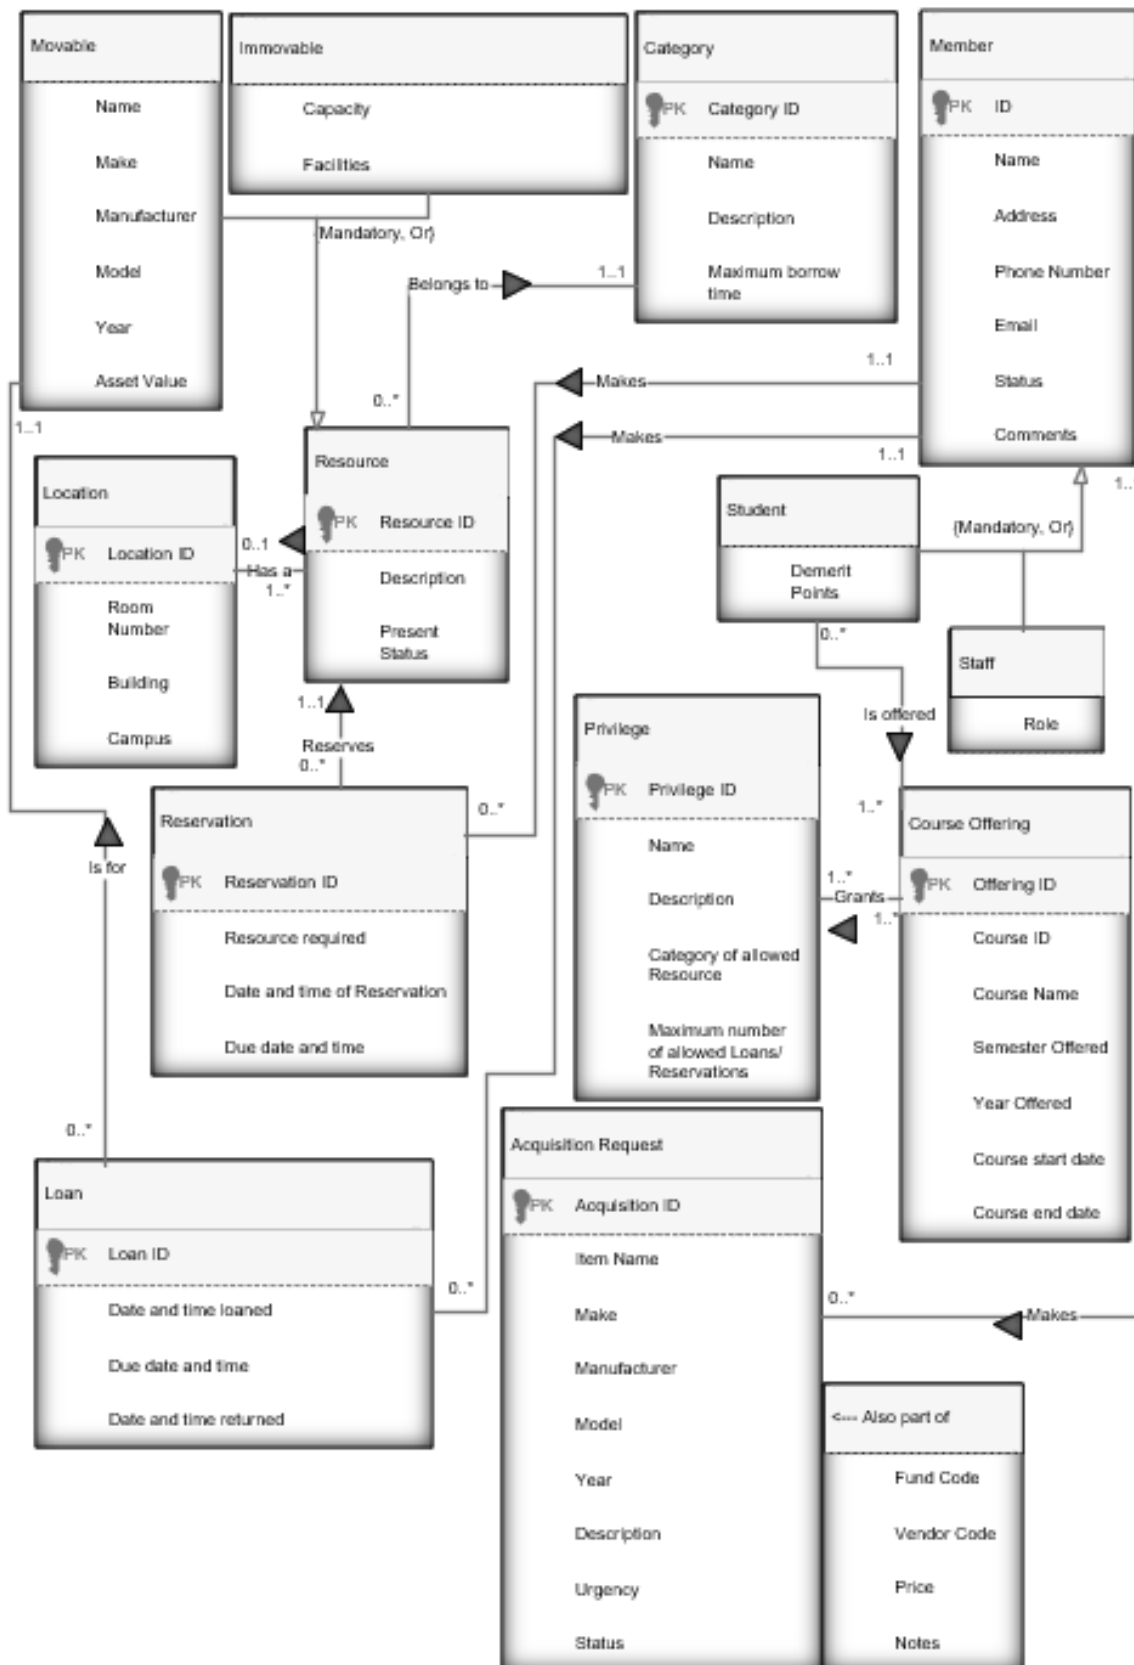 Movable
Name
Make
Manufacturer
Model
Year
Asset Value
Immovable
Capacity
Facilities
Category
PK Category ID
Name
Description
Maximum borrow
time
Member
PK ID
Name
Address
Phone Number
Email
Status
Comments
{Mandatory, Or}
Belongs to
1..1
0..*
1..1
Makes
1..1
Makes
1..1
1..1
Location
PK Location ID
Room
Number
Building
Campus
0..1
Has a
1..*
Resource
PK Resource ID
Description
Present
Status
Student
Demerit
Points
{Mandatory, Or}
0..*
Staff
Role
Is offered
1..*
1..1
Reserves
0..*
Reservation
PK Reservation ID
Resource required
Date and time of Reservation
Due date and time
0..*
Is for
0..*
Privilege
PK Privilege ID
Name
Description
Category of allowed
Resource
Maximum number
of allowed Loans/
Reservations
1..*
Grants
1..*
Course Offering
PK Offering ID
Course ID
Course Name
Semester Offered
Year Offered
Course start date
Course end date
Loan
PK Loan ID
Date and time loaned
Due date and time
Date and time returned
0..*
Acquisition Request
PK Acquisition ID
Item Name
Make
Manufacturer
Model
Year
Description
Urgency
Status
0..*
Makes
<--- Also part of
Fund Code
Vendor Code
Price
Notes